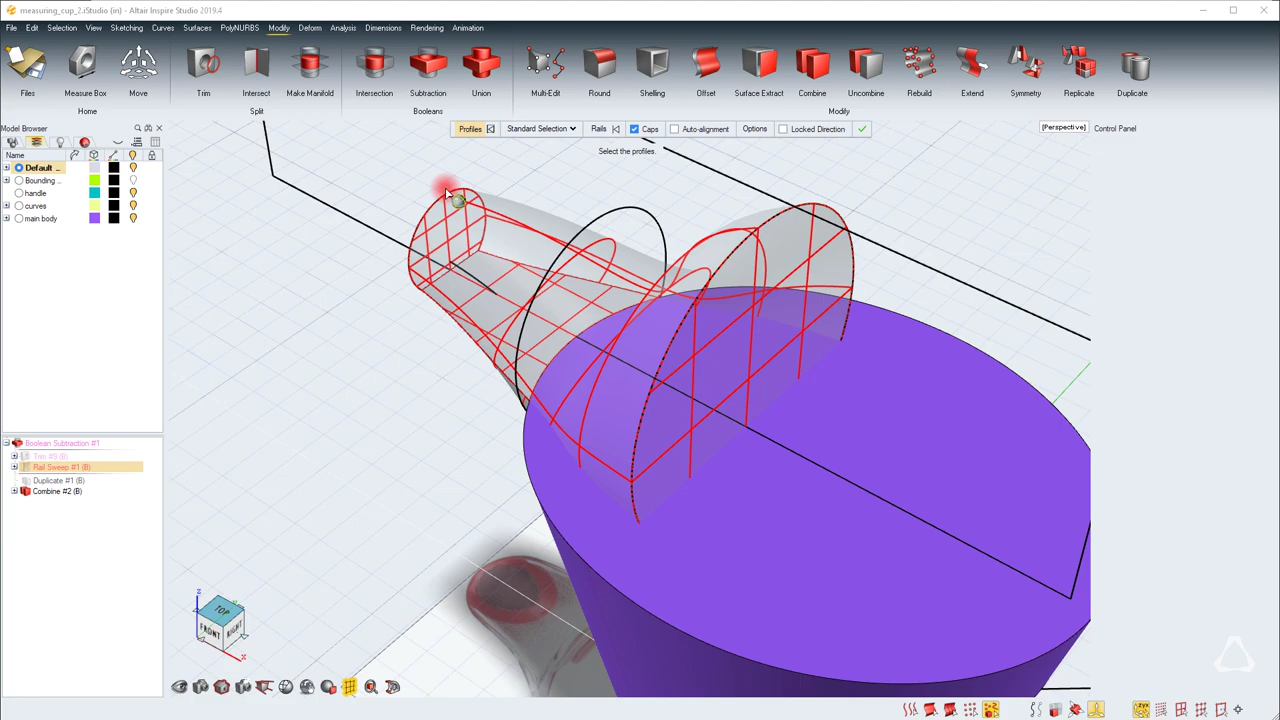 measuring_cup_2.iStudio (in) - Altair Inspire Studio 2019.4
File Edit Selection View Sketching Curves Surfaces PolyNURBS Modify Deform Analysis Dimensions Rendering Animation
Files Measure Box Move Trim Intersect Make Manifold Intersection Subtraction Union Multi-Edit Round Shelling Offset Surface Extract Combine Uncombine Rebuild Extend Symmetry Replicate Duplicate
Home Split Booleans Modify
Model Browser Profiles Standard Selection Rails Caps Auto-alignment Options Locked Direction [Perspective] Control Panel
Select the profiles.
Name
Default ...
Bounding ...
handle
curves
main body
Boolean Subtraction #1
Trim #9 (B)
Rail Sweep #1 (B)
Duplicate #1 (B)
Combine #2 (B)
Z
TOP
FRONT
RIGHT
X